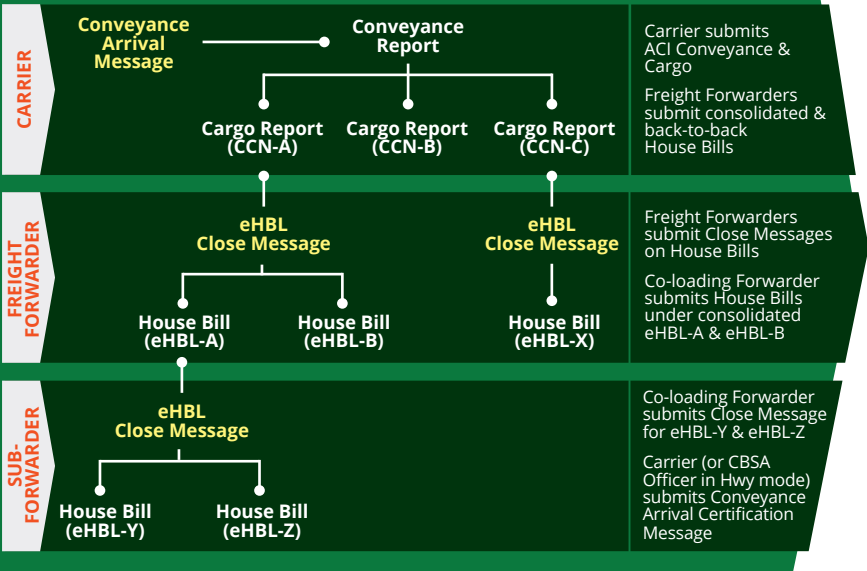 CARRIER
Conveyance
Arrival
Message
Conveyance
Report
Cargo Report
(CCN-A)
Cargo Report
(CCN-B)
Cargo Report
(CCN-C)
Carrier submits
ACI Conveyance &
Cargo
Freight Forwarders
submit consolidated &
back-to-back
House Bills
FREIGHT
FORWARDER
eHBL
Close Message
eHBL
Close Message
House Bill
(eHBL-A)
House Bill
(eHBL-B)
House Bill
(eHBL-X)
Freight Forwarders
submit Close Messages
on House Bills
Co-loading Forwarder
submits House Bills
under consolidated
eHBL-A & eHBL-B
SUB-
FORWARDER
eHBL
Close Message
House Bill
(eHBL-Y)
House Bill
(eHBL-Z)
Co-loading Forwarder
submits Close Message
for eHBL-Y & eHBL-Z
Carrier (or CBSA
Officer in Hwy mode)
submits Conveyance
Arrival Certification
Message